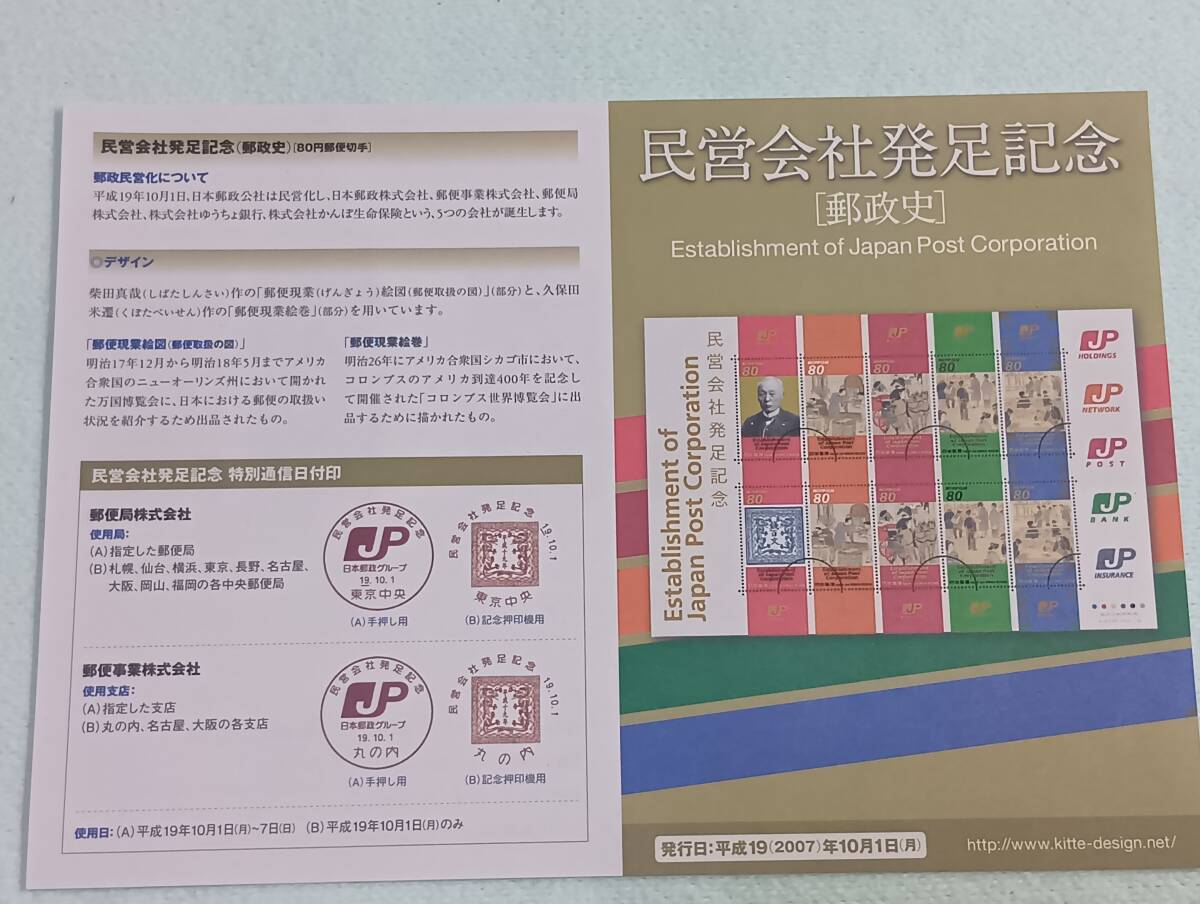 民営会社発足記念(郵政史)[80円郵便切手]
郵政民営化について
平成19年10月1日、日本郵政公社は民営化し、日本郵政株式会社、郵便事業株式会社、郵便局
株式会社、株式会社ゆうちょ銀行、株式会社かんぽ生命保険という、5つの会社が誕生します。
◎デザイン
柴田真哉(しばたしんさい)作の「郵便現業(げんぎょう)絵図(郵便取扱の図)」(部分)と、久保田
米遷(くぼたべいせん)作の「郵便現業絵巻」(部分)を用いています。
「郵便現業絵図(郵便取扱の図)」
明治17年12月から明治18年5月までアメリカ
合衆国のニューオーリンズ州において開かれ
た万国博覧会に、日本における郵便の取扱い
状況を紹介するため出品されたもの。
「郵便現業絵巻」
明治26年にアメリカ合衆国シカゴ市において、
コロンブスのアメリカ到達400年を記念し
て開催された「コロンブス世界博覧会」に出
品するために描かれたもの。
民営会社発足記念 特別通信日付印
郵便局株式会社
使用局:
(A)指定した郵便局
(B)札幌、仙台、横浜、東京、長野、名古屋、
大阪、岡山、福岡の各中央郵便局
民営会社発足記念
JP
日本郵政グループ
19.10.1
東京中央
(A)手押し用
民営会社発足記念
19.10.1
東京中央
(B)記念押印機用
郵便事業株式会社
使用支店:
(A)指定した支店
(B)丸の内、名古屋、大阪の各支店
民営会社発足記念
JP
日本郵政グループ
19.10.1
丸の内
(A)手押し用
民営会社発足記念
19.10.1
丸の内
(B)記念押印機用
使用日:(A)平成19年10月1日(月)~7日(日) (B)平成19年10月1日(月)のみ
民営会社発足記念
[郵政史]
Establishment of Japan Post Corporation
民営会社発足記念
Establishment of
Japan Post Corporation
JP JP JP JP JP
80 80 80 80 80
80 80 80 80 80
JP JP JP JP JP
JP
HOLDINGS
JP
NETWORK
JP
POST
JP
BANK
JP
INSURANCE
発行日:平成19(2007)年10月1日(月)
http://www.kitte-design.net/